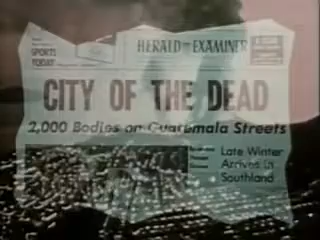 SPORTS
TODAY
HERALD EXAMINER
CITY OF THE DEAD
2,000 Bodies on Guatemala Streets
Late Winter
Arrives in
Southland